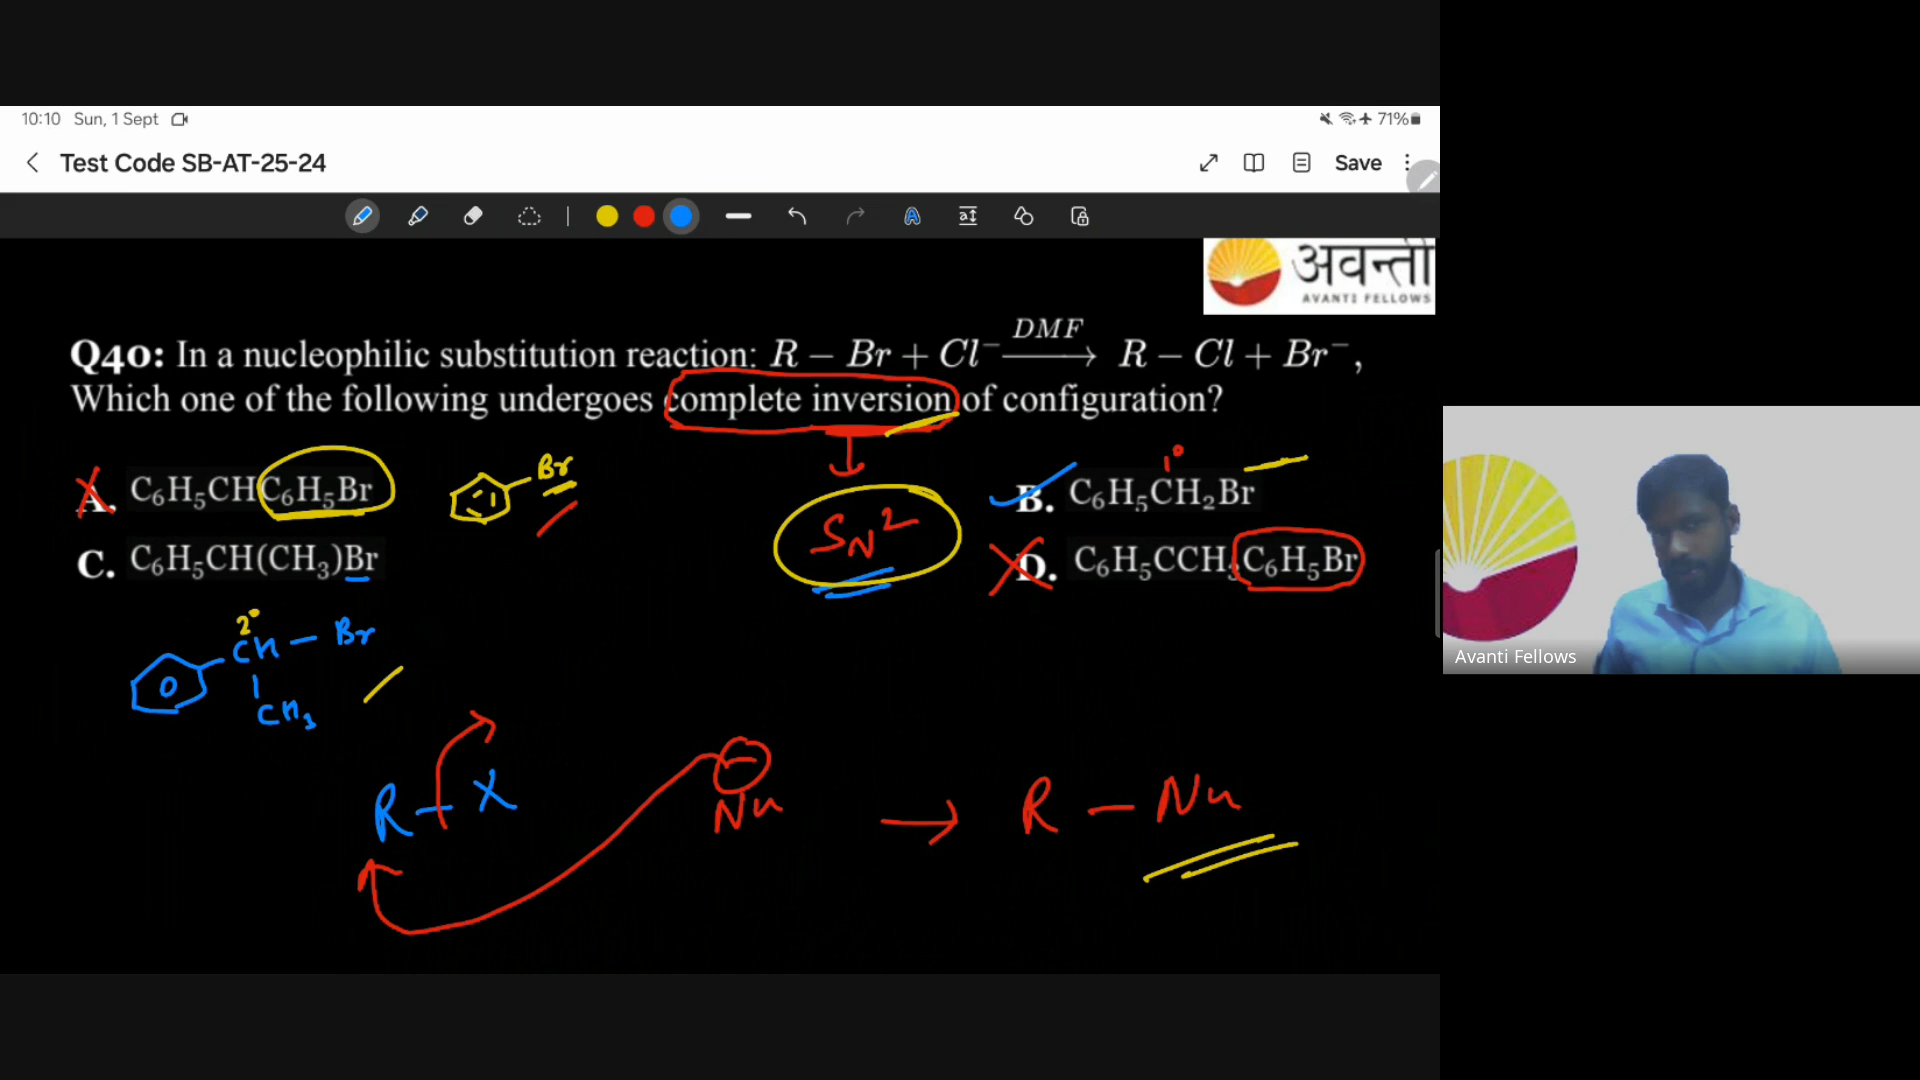 10:10 Sun, 1 Sept 71%
Test Code SB-AT-25-24 Save
अवन्ती
AVANTI FELLOWS
Q40: In a nucleophilic substitution reaction: R − Br + Cl⁻ —DMF→ R − Cl + Br⁻,
Which one of the following undergoes complete inversion of configuration?
A. C₆H₅CHC₆H₅Br
Br
1°
B. C₆H₅CH₂Br
SN2
C. C₆H₅CH(CH₃)Br
D. C₆H₅CCH₃C₆H₅Br
2°
CH − Br
CH₃
R − X Nu⁻ → R − Nu
Avanti Fellows